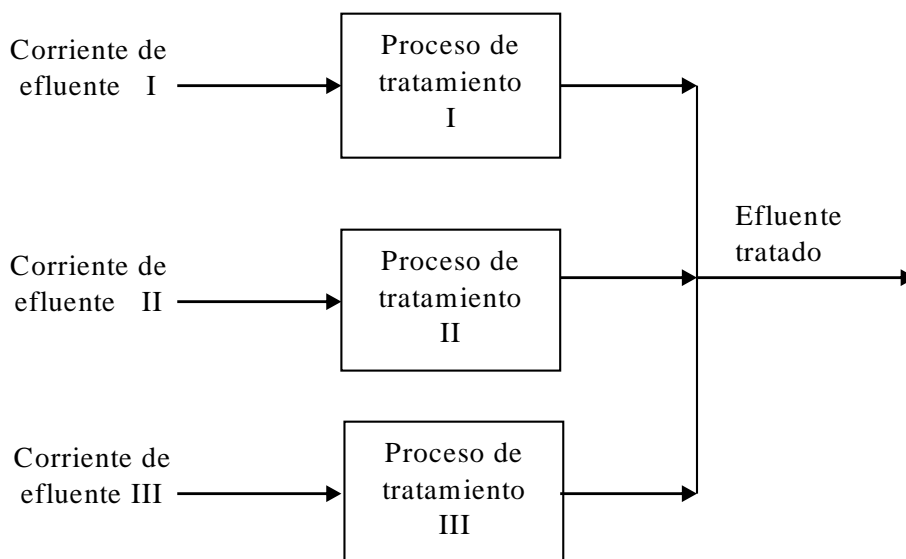 Corriente de
efluente I
Proceso de
tratamiento
I
Corriente de
efluente II
Proceso de
tratamiento
II
Efluente
tratado
Corriente de
efluente III
Proceso de
tratamiento
III